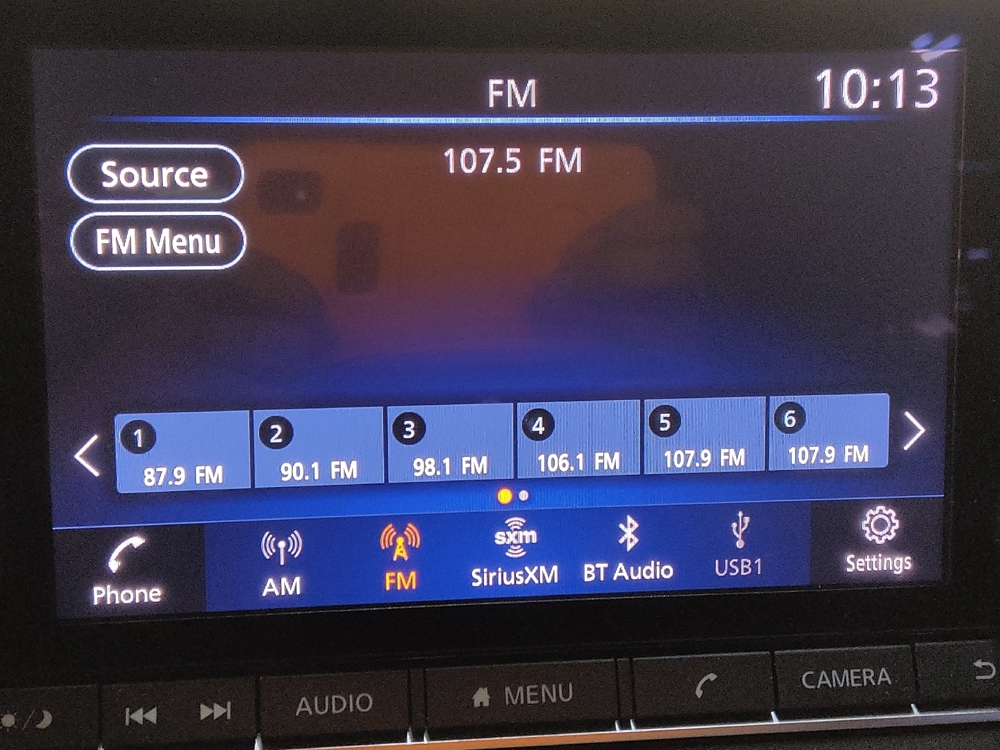 FM
10:13
107.5 FM
Source
FM Menu
1
2
3
4
5
6
87.9 FM
90.1 FM
98.1 FM
106.1 FM
107.9 FM
107.9 FM
sxm
Phone
AM
FM
SiriusXM
BT Audio
USB1
Settings
AUDIO
MENU
CAMERA